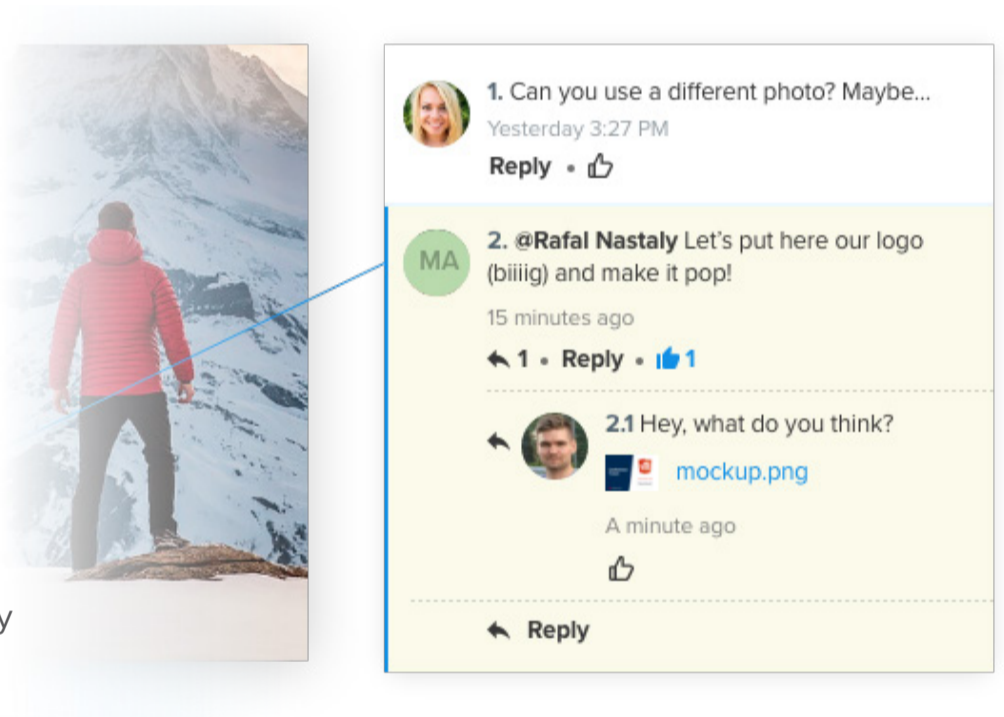 1. Can you use a different photo? Maybe...
Yesterday 3:27 PM
Reply •
MA
2. @Rafal Nastaly Let's put here our logo
(biiiig) and make it pop!
15 minutes ago
1 • Reply • 1
2.1 Hey, what do you think?
mockup.png
A minute ago
y
Reply